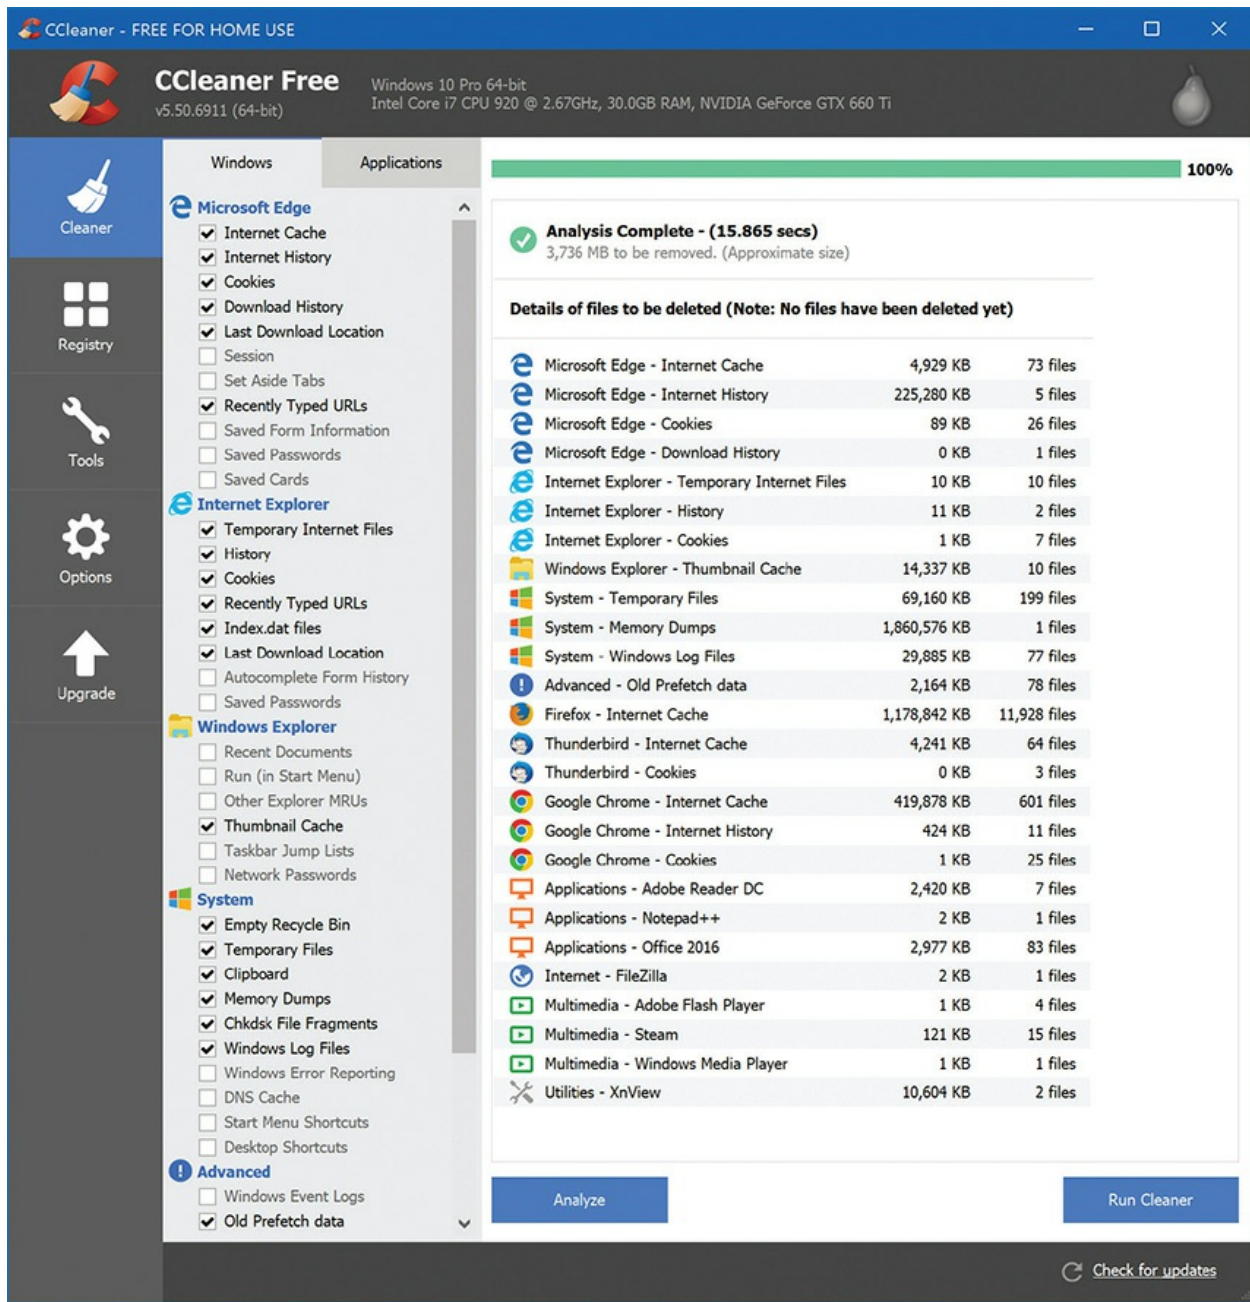 CCleaner - FREE FOR HOME USE
CCleaner Free
v5.50.6911 (64-bit)
Windows 10 Pro 64-bit
Intel Core i7 CPU 920 @ 2.67GHz, 30.0GB RAM, NVIDIA GeForce GTX 660 Ti
Cleaner
Registry
Tools
Options
Upgrade
Windows
Applications
Microsoft Edge
Internet Cache
Internet History
Cookies
Download History
Last Download Location
Session
Set Aside Tabs
Recently Typed URLs
Saved Form Information
Saved Passwords
Saved Cards
Internet Explorer
Temporary Internet Files
History
Cookies
Recently Typed URLs
Index.dat files
Last Download Location
Autocomplete Form History
Saved Passwords
Windows Explorer
Recent Documents
Run (in Start Menu)
Other Explorer MRUs
Thumbnail Cache
Taskbar Jump Lists
Network Passwords
System
Empty Recycle Bin
Temporary Files
Clipboard
Memory Dumps
Chkdsk File Fragments
Windows Log Files
Windows Error Reporting
DNS Cache
Start Menu Shortcuts
Desktop Shortcuts
Advanced
Windows Event Logs
Old Prefetch data
100%
Analysis Complete - (15.865 secs)
3,736 MB to be removed. (Approximate size)
Details of files to be deleted (Note: No files have been deleted yet)
Microsoft Edge - Internet Cache 4,929 KB 73 files
Microsoft Edge - Internet History 225,280 KB 5 files
Microsoft Edge - Cookies 89 KB 26 files
Microsoft Edge - Download History 0 KB 1 files
Internet Explorer - Temporary Internet Files 10 KB 10 files
Internet Explorer - History 11 KB 2 files
Internet Explorer - Cookies 1 KB 7 files
Windows Explorer - Thumbnail Cache 14,337 KB 10 files
System - Temporary Files 69,160 KB 199 files
System - Memory Dumps 1,860,576 KB 1 files
System - Windows Log Files 29,885 KB 77 files
Advanced - Old Prefetch data 2,164 KB 78 files
Firefox - Internet Cache 1,178,842 KB 11,928 files
Thunderbird - Internet Cache 4,241 KB 64 files
Thunderbird - Cookies 0 KB 3 files
Google Chrome - Internet Cache 419,878 KB 601 files
Google Chrome - Internet History 424 KB 11 files
Google Chrome - Cookies 1 KB 25 files
Applications - Adobe Reader DC 2,420 KB 7 files
Applications - Notepad++ 2 KB 1 files
Applications - Office 2016 2,977 KB 83 files
Internet - FileZilla 2 KB 1 files
Multimedia - Adobe Flash Player 1 KB 4 files
Multimedia - Steam 121 KB 15 files
Multimedia - Windows Media Player 1 KB 1 files
Utilities - XnView 10,604 KB 2 files
Analyze
Run Cleaner
Check for updates